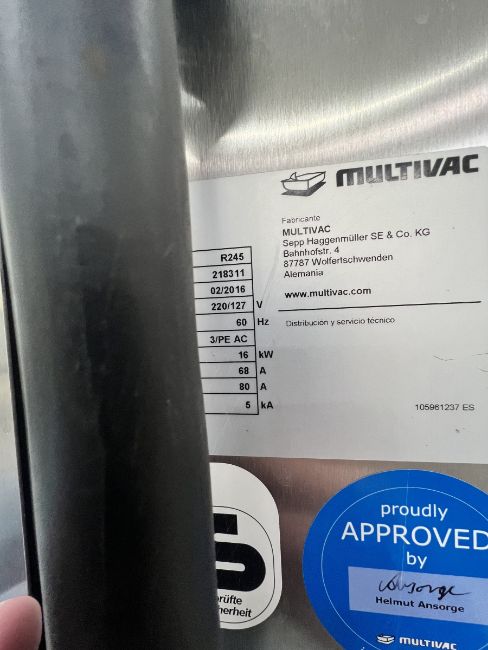 MULTIVAC
Fabricante
MULTIVAC
Sepp Haggenmüller SE & Co. KG
Bahnhofstr. 4
87787 Wolfertschwenden
Alemania
www.multivac.com
Distribución y servicio técnico
R245
218311
02/2016
220/127 V
60 Hz
3/PE AC
16 kW
68 A
80 A
5 kA
105961237 ES
S
prüfte
cherheit
proudly
APPROVED
by
Helmut Ansorge
MULTIVAC